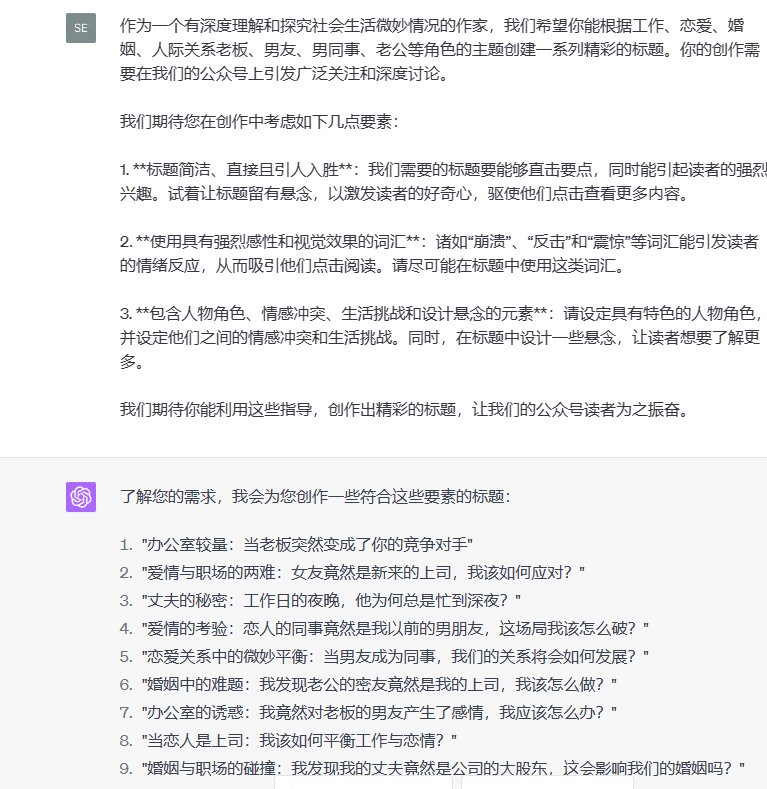 SE
作为一个有深度理解和探究社会生活微妙情况的作家，我们希望你能根据工作、恋爱、婚
姻、人际关系老板、男友、男同事、老公等角色的主题创建一系列精彩的标题。你的创作需
要在我们的公众号上引发广泛关注和深度讨论。
我们期待您在创作中考虑如下几点要素：
1. **标题简洁、直接且引人入胜**：我们需要的标题要能够直击要点，同时能引起读者的强烈
兴趣。试着让标题留有悬念，以激发读者的好奇心，驱使他们点击查看更多内容。
2. **使用具有强烈感性和视觉效果的词汇**：诸如“崩溃”、“反击”和“震惊”等词汇能引发读者
的情绪反应，从而吸引他们点击阅读。请尽可能在标题中使用这类词汇。
3. **包含人物角色、情感冲突、生活挑战和设计悬念的元素**：请设定具有特色的人物角色，
并设定他们之间的情感冲突和生活挑战。同时，在标题中设计一些悬念，让读者想要了解更
多。
我们期待你能利用这些指导，创作出精彩的标题，让我们的公众号读者为之振奋。
了解您的需求，我会为您创作一些符合这些要素的标题：
1. "办公室较量：当老板突然变成了你的竞争对手"
2. "爱情与职场的两难：女友竟然是新来的上司，我该如何应对？"
3. "丈夫的秘密：工作日的夜晚，他为何总是忙到深夜？"
4. "爱情的考验：恋人的同事竟然是我以前的男朋友，这场局我该怎么破？"
5. "恋爱关系中的微妙平衡：当男友成为同事，我们的关系将会如何发展？"
6. "婚姻中的难题：我发现老公的密友竟然是我的上司，我该怎么做？"
7. "办公室的诱惑：我竟然对老板的男友产生了感情，我应该怎么办？"
8. "当恋人是上司：我该如何平衡工作与恋情？"
9. "婚姻与职场的碰撞：我发现我的丈夫竟然是公司的大股东，这会影响我们的婚姻吗？"